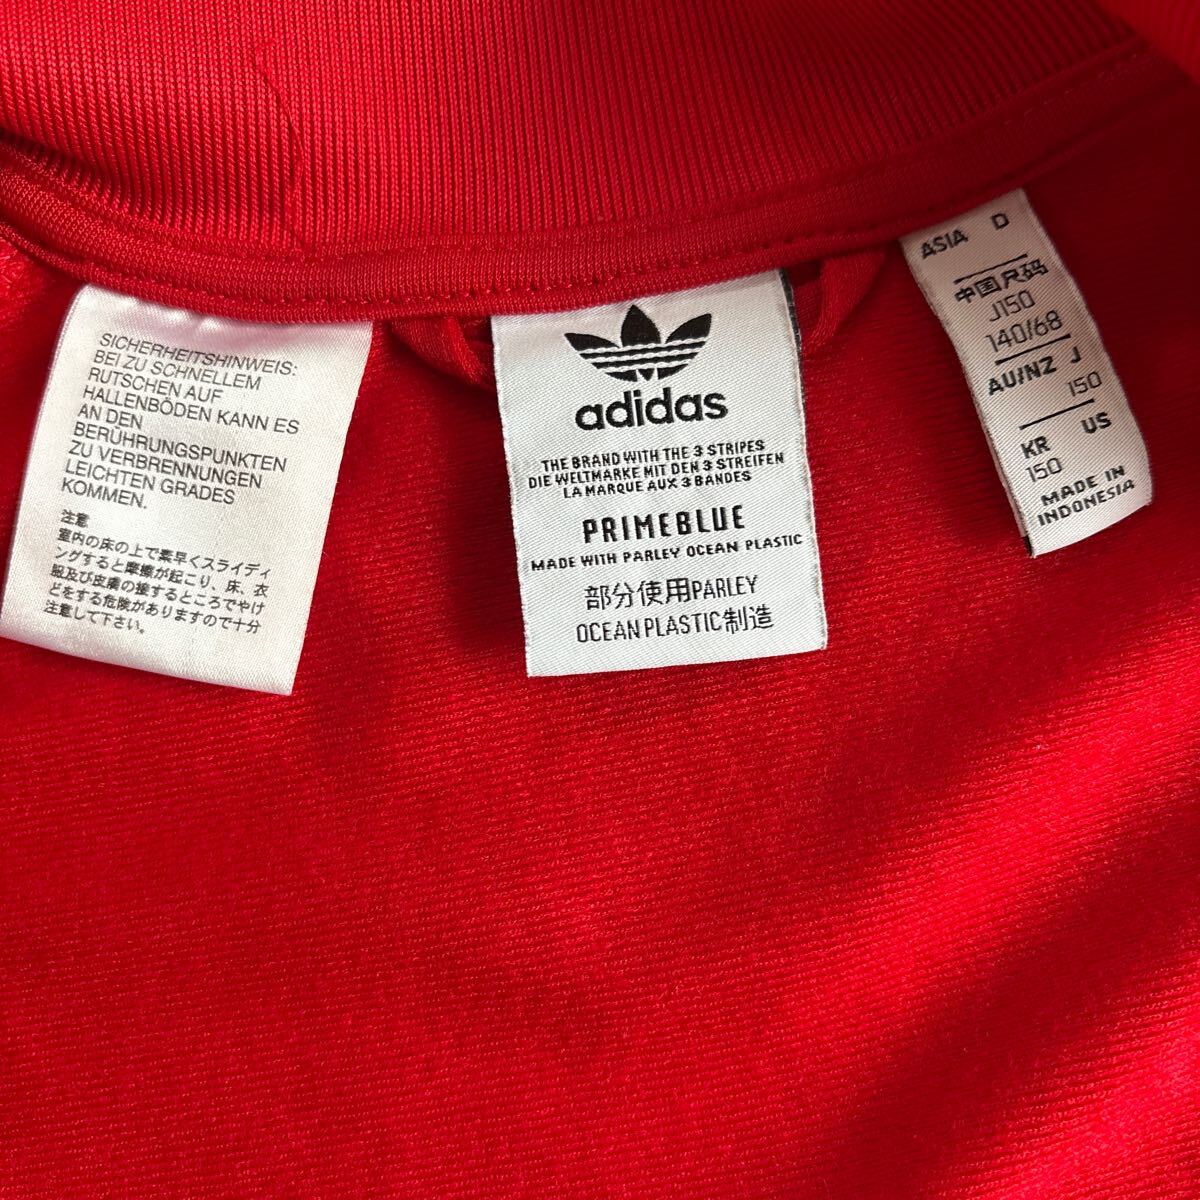 SICHERHEITSHINWEIS:
BEI ZU SCHNELLEM
RUTSCHEN AUF
HALLENBÖDEN KANN ES
AN DEN
BERÜHRUNGSPUNKTEN
ZU VERBRENNUNGEN
LEICHTEN GRADES
KOMMEN.
注意
室内の床の上で素早くスライディ
ングすると摩擦が起こり、床、衣
服及び皮膚の接するところでやけ
どをする危険がありますので十分
注意して下さい。
adidas
THE BRAND WITH THE 3 STRIPES
DIE WELTMARKE MIT DEN 3 STREIFEN
LA MARQUE AUX 3 BANDES
PRIMEBLUE
MADE WITH PARLEY OCEAN PLASTIC
部分使用PARLEY
OCEAN PLASTIC制造
ASIA D
中国尺码
J150
140/68
AU/NZ J
150
KR US
150
MADE IN
INDONESIA